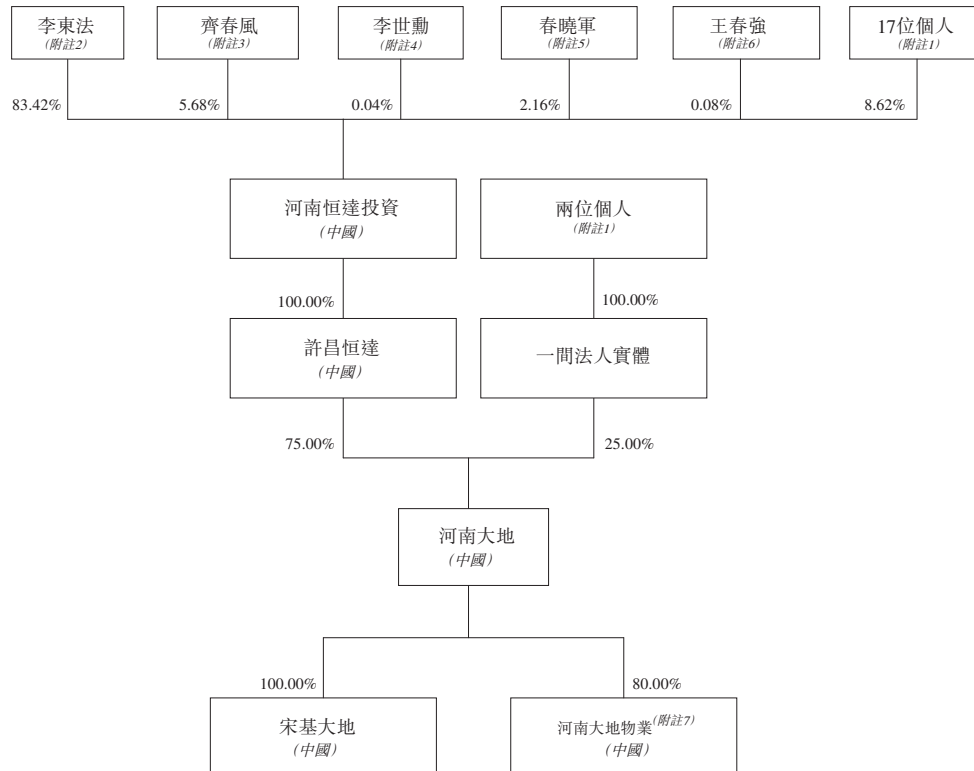 李東法
(附註2)
齊春風
(附註3)
李世勳
(附註4)
春曉軍
(附註5)
王春強
(附註6)
17位個人
(附註1)
83.42%
5.68%
0.04%
2.16%
0.08%
8.62%
河南恒達投資
(中國)
兩位個人
(附註1)
100.00%
100.00%
許昌恒達
(中國)
一間法人實體
75.00%
25.00%
河南大地
(中國)
100.00%
80.00%
宋基大地
(中國)
河南大地物業(附註7)
(中國)